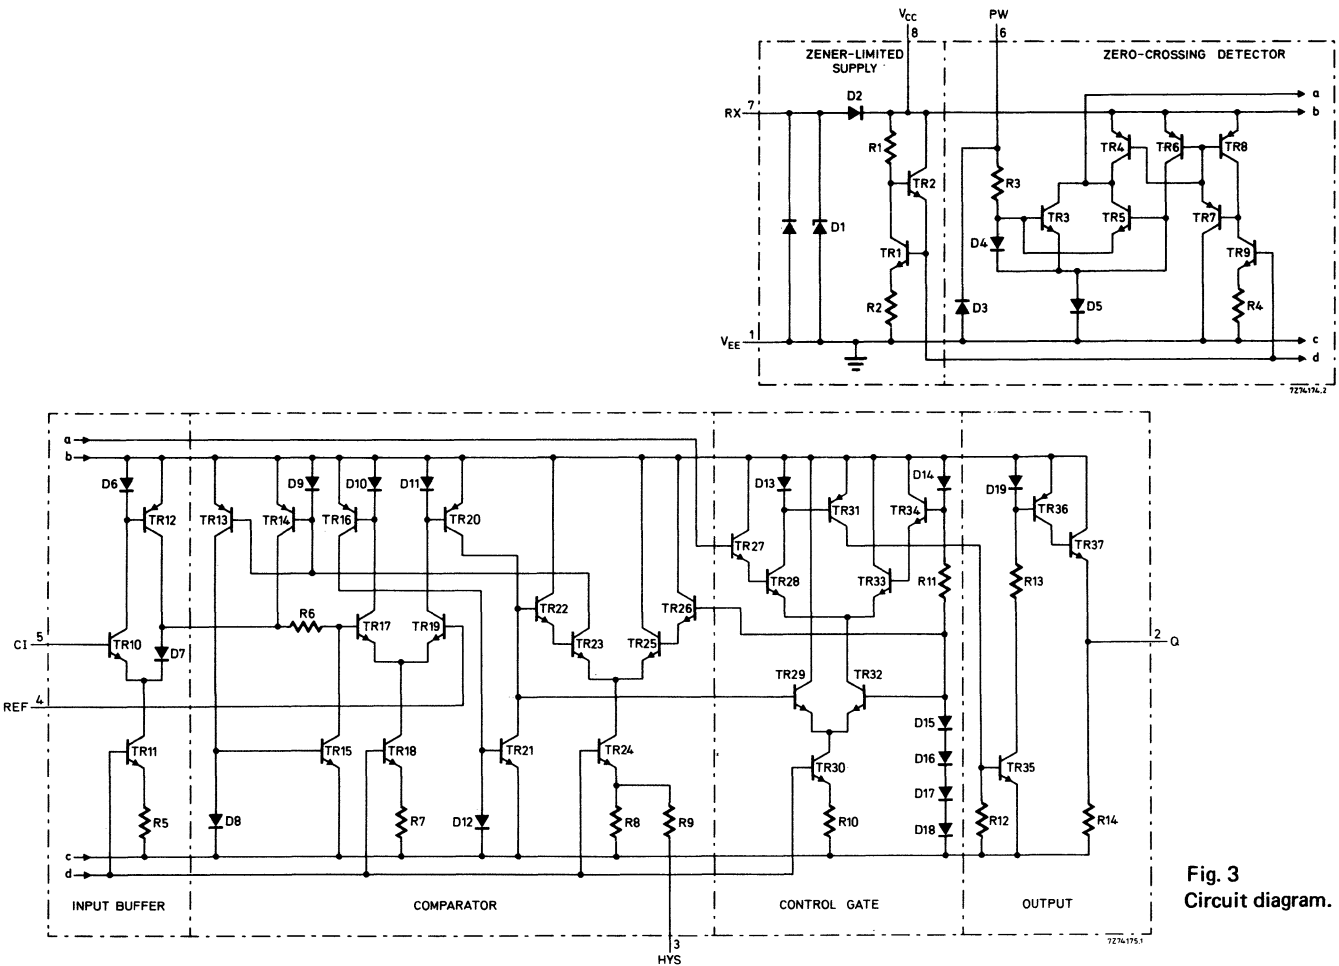 VCC PW
8 6
ZENER-LIMITED SUPPLY
ZERO-CROSSING DETECTOR
a
RX 7 D2 b
R1 TR4 TR6 TR8
TR2 R3
TR3 TR5 TR7
D1 D4
TR1 TR9
R2 D3 D5 R4
VEE 1 c
d
7Z74174.2
a
b
D6 D9 D10 D11 D13 D14 D19
TR12 TR13 TR14 TR16 TR20 TR31 TR34 TR36
TR27 TR37
TR28 TR33 R11 R13
R6 TR22 TR26
CI 5 TR10 TR17 TR19 TR23 TR25 2 Q
D7
TR29 TR32
REF 4
D15
TR11 TR15 TR18 TR21 TR24 D16
TR30 TR35
D17
R5 D8 R7 D12 R8 R9 R10 D18 R12 R14
c
d
INPUT BUFFER COMPARATOR CONTROL GATE OUTPUT
3
HYS
7Z74175.1
Fig. 3
Circuit diagram.